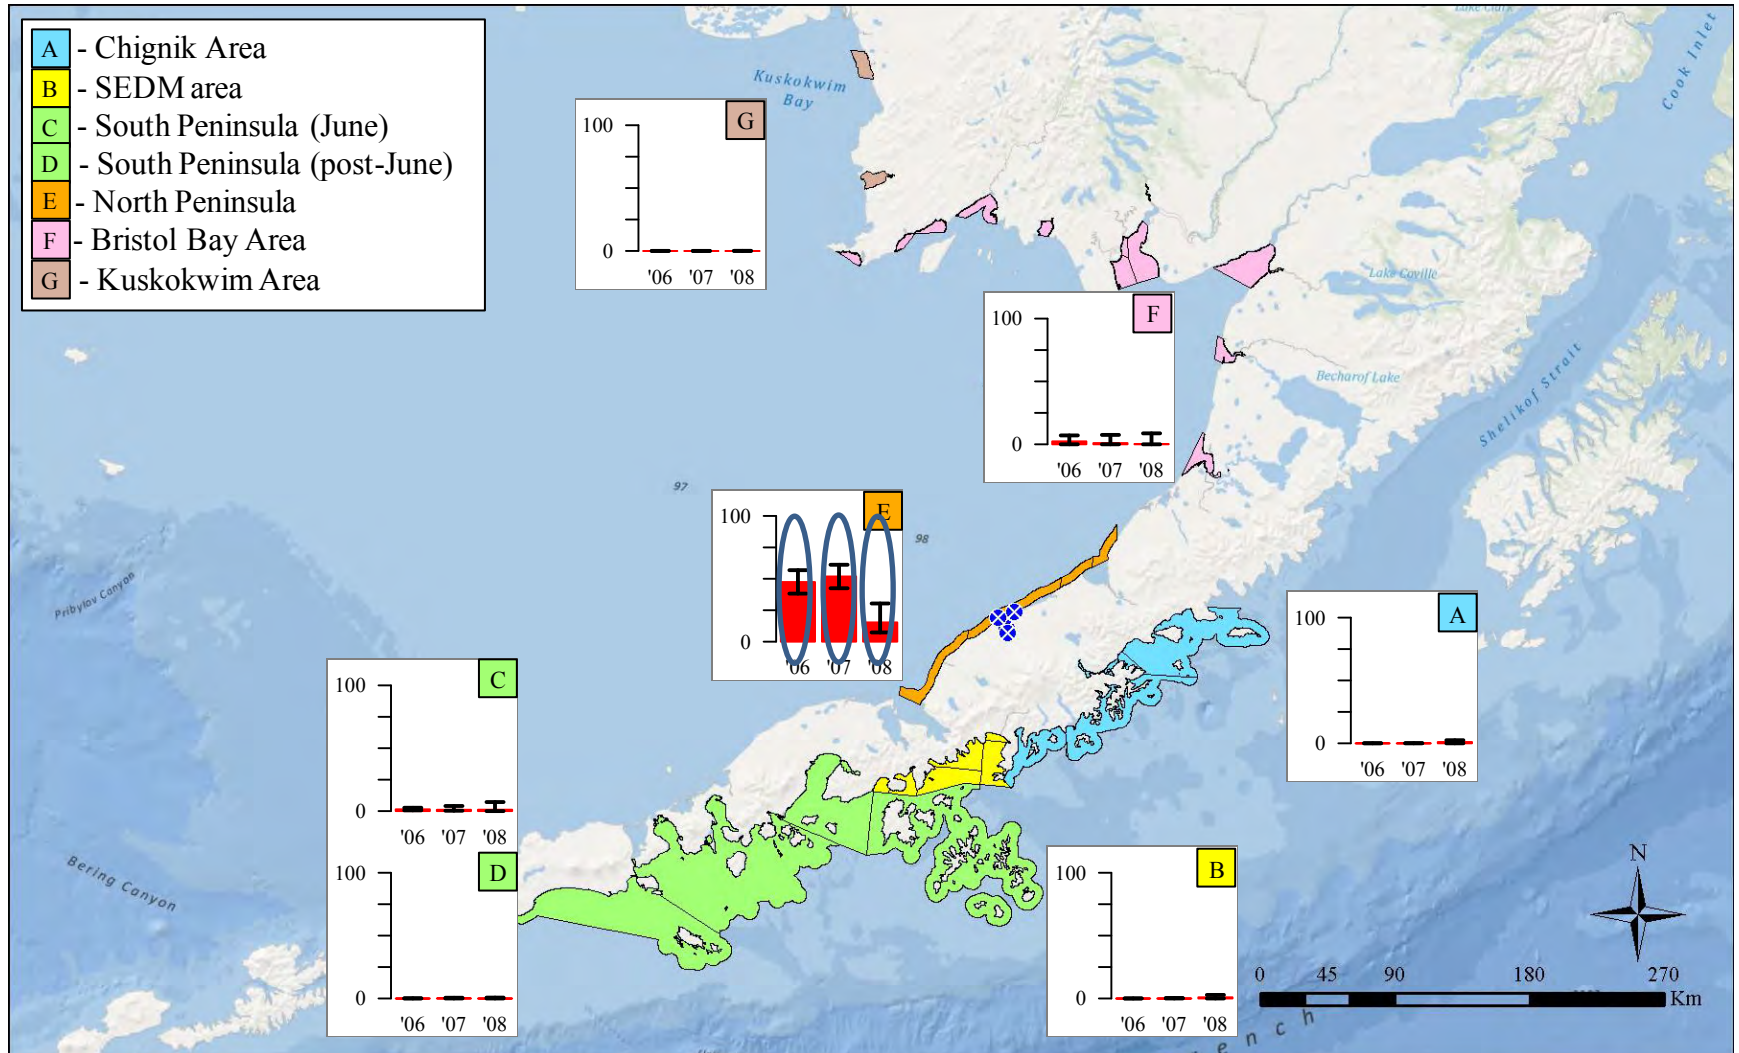 A - Chignik Area
B - SEDM area
C - South Peninsula (June)
D - South Peninsula (post-June)
E - North Peninsula
F - Bristol Bay Area
G - Kuskokwim Area
Lake Clark
Cook Inlet
Kuskokwim
Bay
G
100
0
'06 '07 '08
F
100
0
'06 '07 '08
Lake Coville
Becharof Lake
Shelikof Strait
97
98
E
100
0
'06 '07 '08
Pribylov Canyon
A
100
0
'06 '07 '08
C
100
0
'06 '07 '08
D
100
0
'06 '07 '08
Bering Canyon
B
100
0
'06 '07 '08
N
0 45 90 180 270
Km
ench